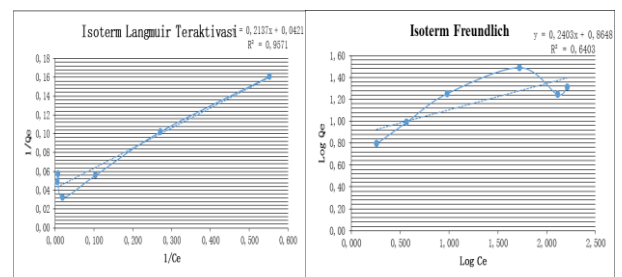 Isoterm Langmuir Teraktivasi
= 0,2137x + 0,0421
R² = 0,9571
0,18
0,16
0,14
0,12
0,10
0,08
0,06
0,04
0,02
0,00
1/Qe
0,000 0,100 0,200 0,300 0,400 0,500 0,600
1/Ce
Isoterm Freundlich
y = 0,2403x + 0,8648
R² = 0,6403
1,60
1,40
1,20
1,00
0,80
0,60
0,40
0,20
0,00
Log Qe
0,000 0,500 1,000 1,500 2,000 2,500
Log Ce